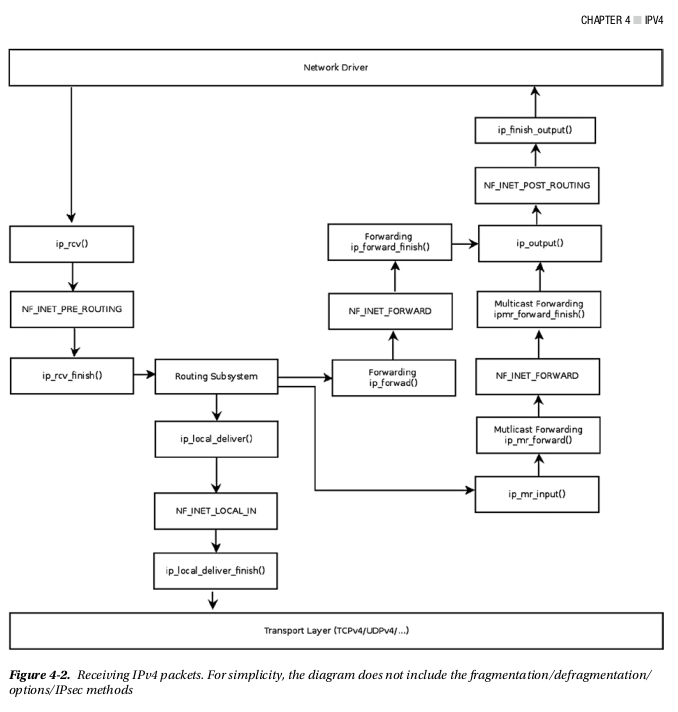 CHAPTER 4 ■ IPV4
Network Driver
ip_finish_output()
NF_INET_POST_ROUTING
ip_rcv()
Forwarding
ip_forward_finish()
ip_output()
NF_INET_PRE_ROUTING
NF_INET_FORWARD
Multicast Forwarding
ipmr_forward_finish()
ip_rcv_finish()
Routing Subsystem
Forwarding
ip_forwad()
NF_INET_FORWARD
ip_local_deliver()
Mutlicast Forwarding
ip_mr_forward()
NF_INET_LOCAL_IN
ip_mr_input()
ip_local_deliver_finish()
Transport Layer (TCPv4/UDPv4/...)
Figure 4-2. Receiving IPv4 packets. For simplicity, the diagram does not include the fragmentation/defragmentation/
options/IPsec methods